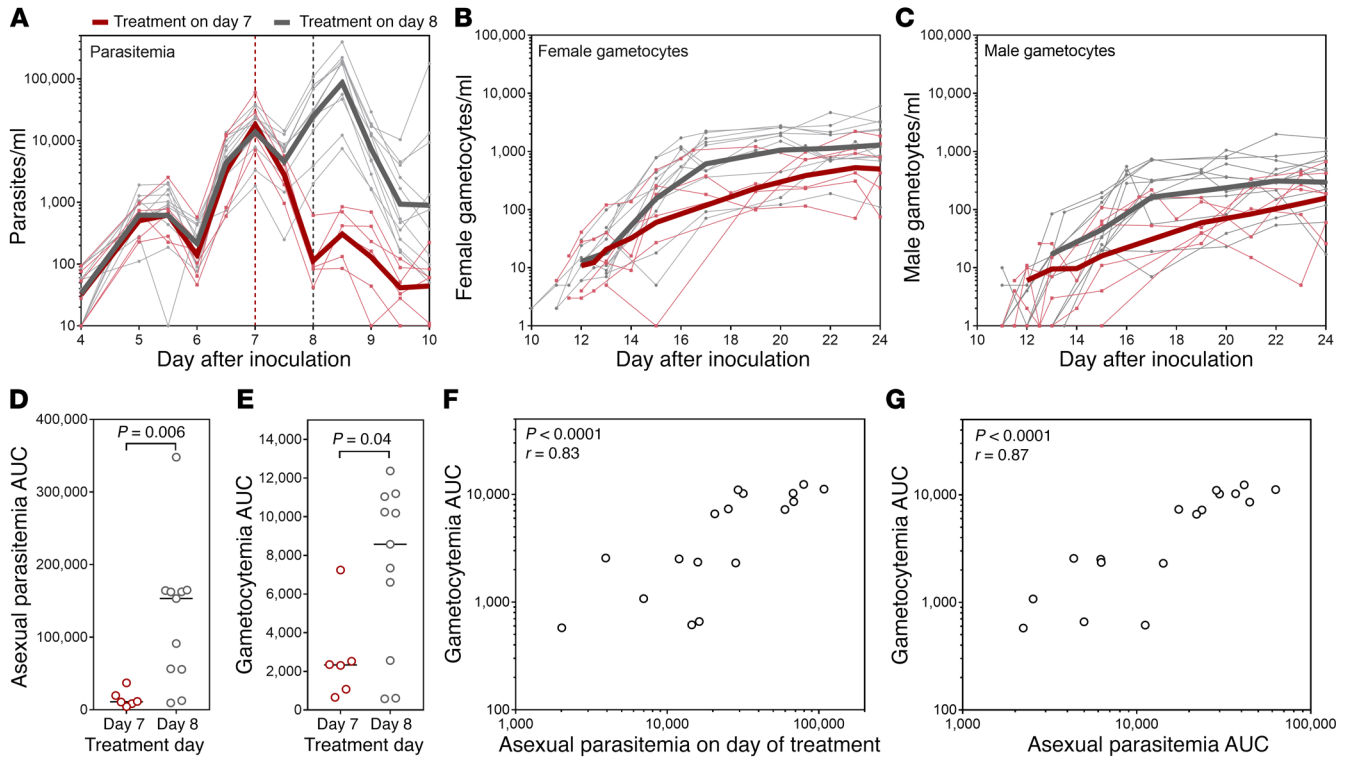 A
Treatment on day 7
Treatment on day 8
Parasitemia
Parasites/ml
100,000
10,000
1,000
100
10
4
5
6
7
8
9
10
Day after inoculation
B
Female gametocytes
Female gametocytes/ml
100,000
10,000
1,000
100
10
1
10
12
14
16
18
20
22
24
Day after inoculation
C
Male gametocytes
Male gametoytes/ml
100,000
10,000
1,000
100
10
1
10
12
14
16
18
20
22
24
Day after inoculation
D
Asexual parasitemia AUC
400,000
300,000
200,000
100,000
0
P = 0.006
Day 7
Day 8
Treatment day
E
Gametocytemia AUC
14,000
12,000
10,000
8,000
6,000
4,000
2,000
0
P = 0.04
Day 7
Day 8
Treatment day
F
Gametocytemia AUC
P < 0.0001
r = 0.83
10,000
1,000
100
1,000
10,000
100,000
Asexual parasitemia on day of treatment
G
Gametocytemia AUC
P < 0.0001
r = 0.87
10,000
1,000
100
1,000
10,000
100,000
Asexual parasitemia AUC